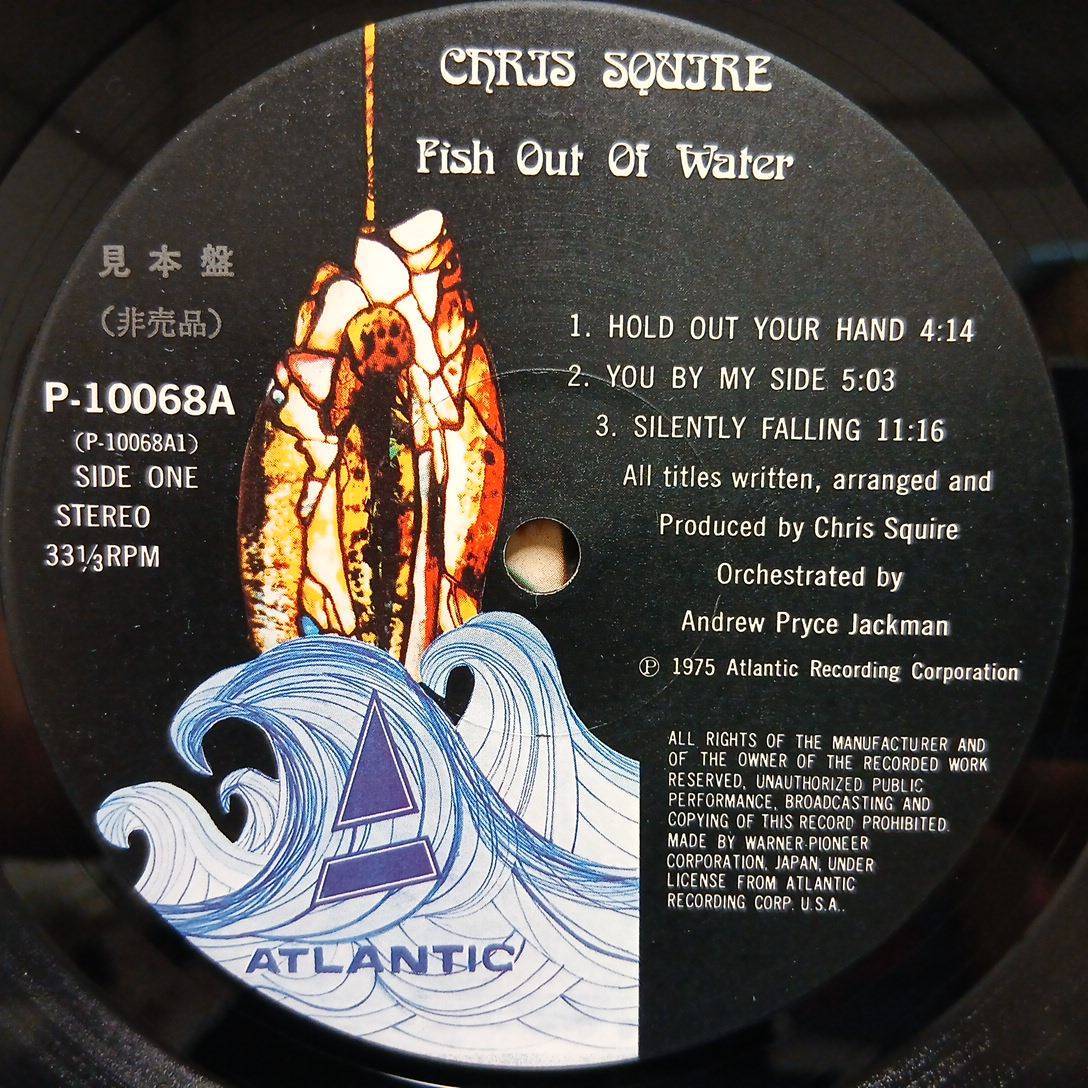 CHRIS SQUIRE
Fish Out Of Water
見本盤
(非売品)
P-10068A
(P-10068A1)
SIDE ONE
STEREO
33⅓RPM
1. HOLD OUT YOUR HAND 4:14
2. YOU BY MY SIDE 5:03
3. SILENTLY FALLING 11:16
All titles written, arranged and
Produced by Chris Squire
Orchestrated by
Andrew Pryce Jackman
℗ 1975 Atlantic Recording Corporation
ALL RIGHTS OF THE MANUFACTURER AND
OF THE OWNER OF THE RECORDED WORK
RESERVED, UNAUTHORIZED PUBLIC
PERFORMANCE, BROADCASTING AND
COPYING OF THIS RECORD PROHIBITED.
MADE BY WARNER-PIONEER
CORPORATION, JAPAN, UNDER
LICENSE FROM ATLANTIC
RECORDING CORP. U.S.A..
ATLANTIC